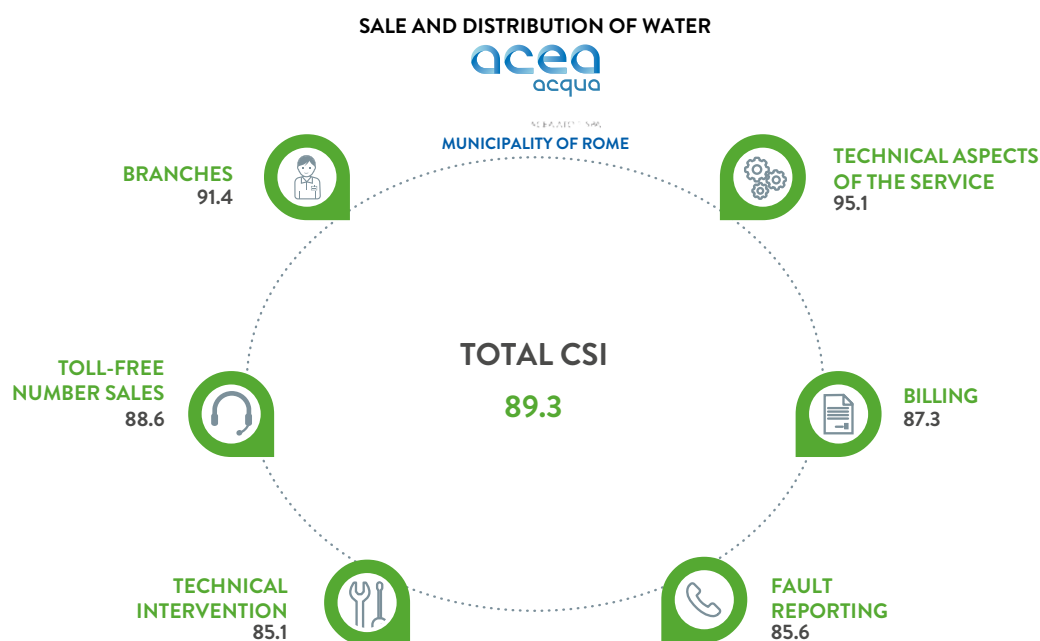 SALE AND DISTRIBUTION OF WATER
acea
acqua
MUNICIPALITY OF ROME
BRANCHES
91.4
TECHNICAL ASPECTS
OF THE SERVICE
95.1
TOTAL CSI
89.3
TOLL-FREE
NUMBER SALES
88.6
BILLING
87.3
TECHNICAL
INTERVENTION
85.1
FAULT
REPORTING
85.6